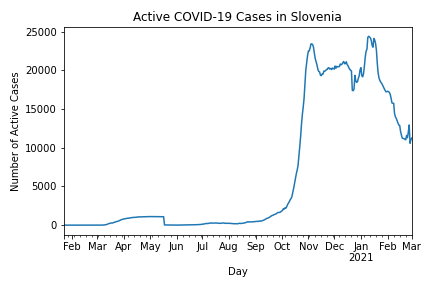 Active COVID-19 Cases in Slovenia
Number of Active Cases
25000
20000
15000
10000
5000
0
Feb Mar Apr May Jun Jul Aug Sep Oct Nov Dec Jan Feb Mar
2021
Day